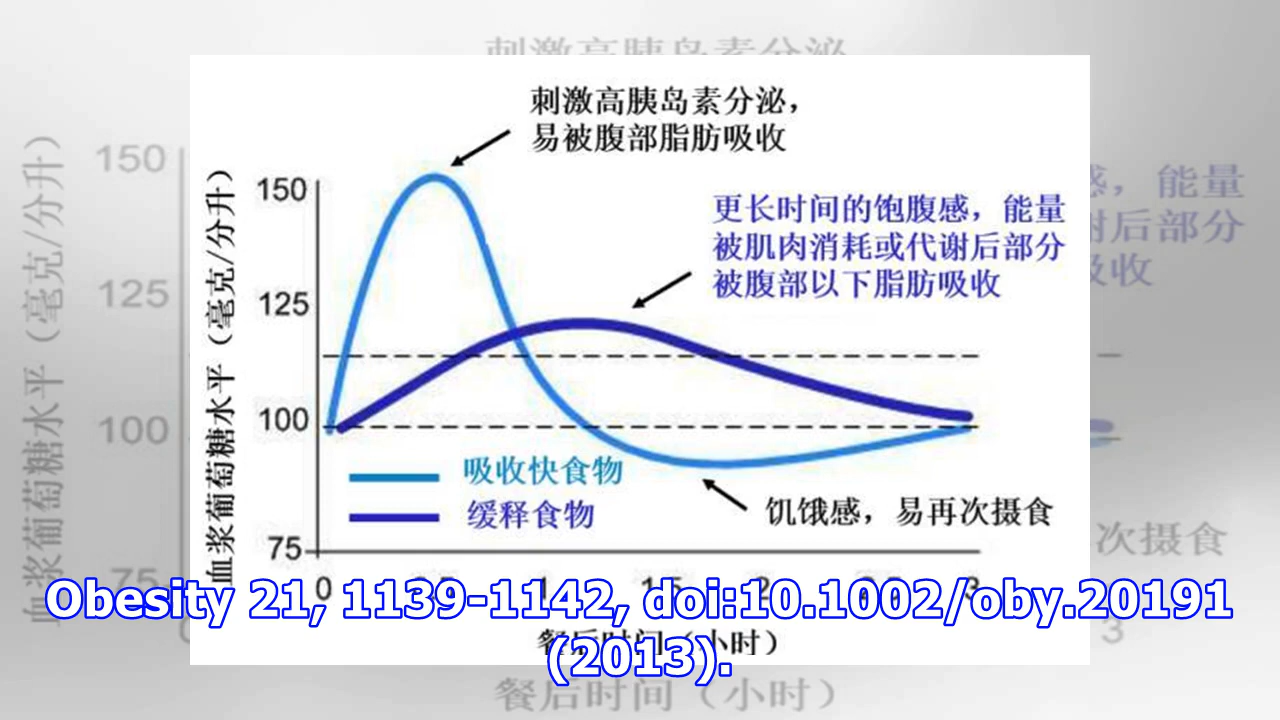 刺激高胰岛素分泌，
易被腹部脂肪吸收
更长时间的饱腹感，能量
被肌肉消耗或代谢后部分
被腹部以下脂肪吸收
血浆葡萄糖水平（毫克/分升）
150
125
100
75
吸收快食物
缓释食物
饥饿感，易再次摄食
0
1
2
3
餐后时间（小时）
Obesity 21, 1139-1142, doi:10.1002/oby.20191
(2013).